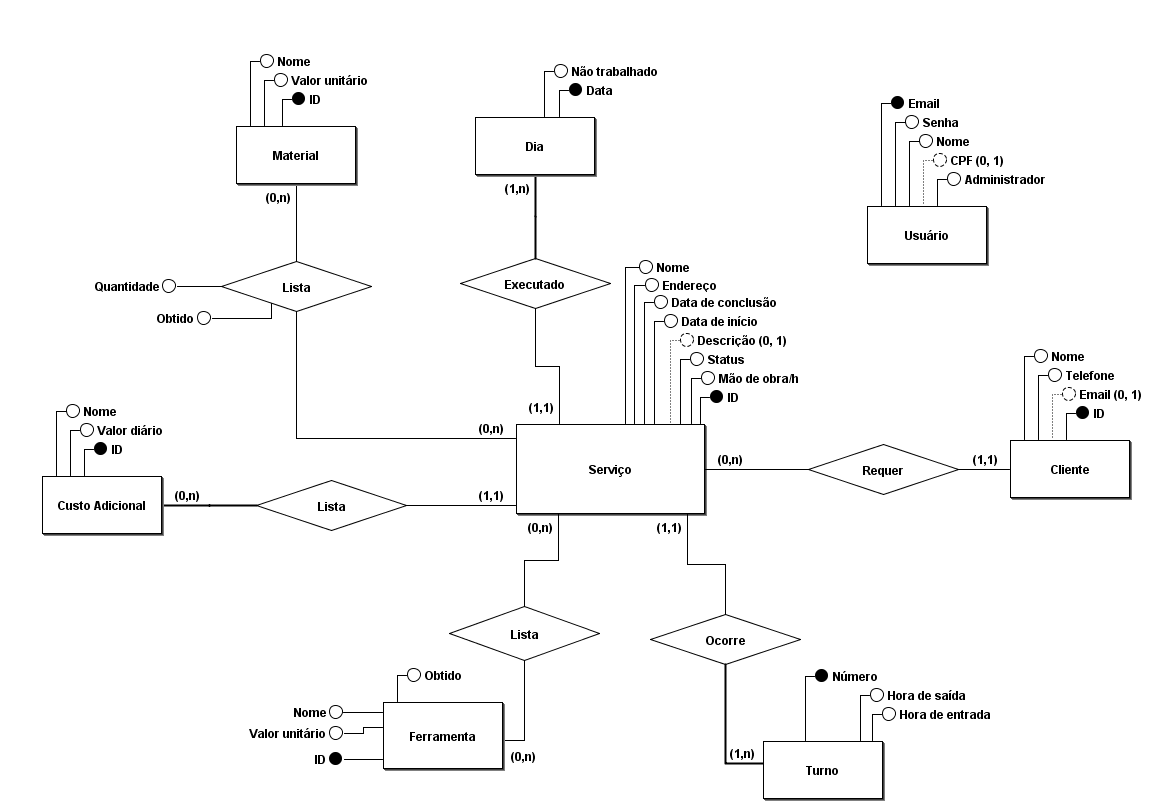 Nome
Valor unitário
ID
Material
(0,n)
Não trabalhado
Data
Dia
(1,n)
Email
Senha
Nome
CPF (0, 1)
Administrador
Usuário
Quantidade
Obtido
Lista
Executado
(1,1)
Nome
Endereço
Data de conclusão
Data de início
Descrição (0, 1)
Status
Mão de obra/h
ID
(0,n)
Serviço
Nome
Valor diário
ID
Custo Adicional
(0,n)
Lista
(1,1)
(0,n)
Requer
(1,1)
Nome
Telefone
Email (0, 1)
ID
Cliente
(0,n)
Lista
Obtido
Nome
Valor unitário
ID
Ferramenta
(0,n)
(1,1)
Ocorre
(1,n)
Número
Hora de saída
Hora de entrada
Turno